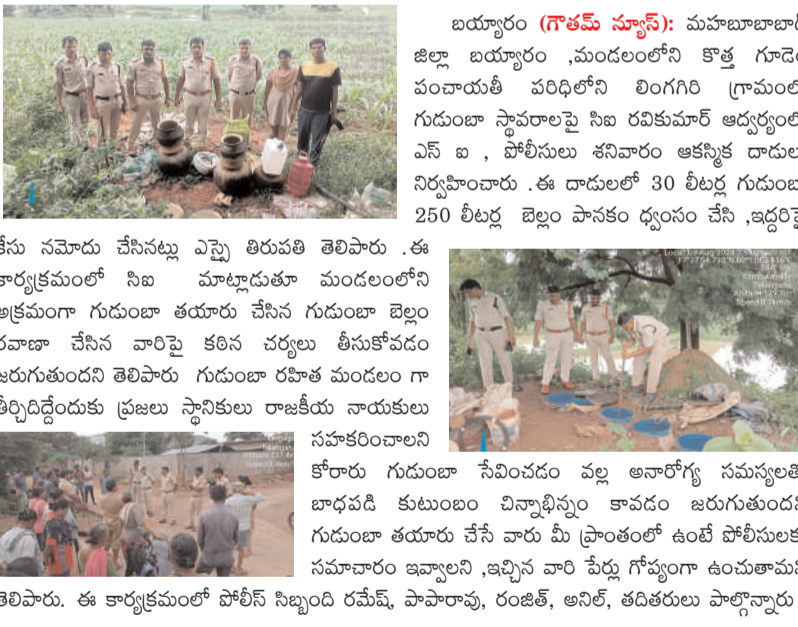 బయ్యారం (గౌతమ్ న్యూస్): మహబూబాబాద్
జిల్లా బయ్యారం ,మండలంలోని కొత్త గూడెం
పంచాయతీ పరిధిలోని లింగగిరి గ్రామంలో
గుడుంబా స్థావరాలపై సిఐ రవికుమార్ ఆధ్వర్యంలో
ఎస్ ఐ , పోలీసులు శనివారం ఆకస్మిక దాడులు
నిర్వహించారు .ఈ దాడులలో 30 లీటర్ల గుడుంబా
250 లీటర్ల బెల్లం పానకం ధ్వంసం చేసి ,ఇద్దరిపై
కేసు నమోదు చేసినట్లు ఎస్సై తిరుపతి తెలిపారు .ఈ
కార్యక్రమంలో సిఐ మాట్లాడుతూ మండలంలోని
అక్రమంగా గుడుంబా తయారు చేసిన గుడుంబా బెల్లం
రవాణా చేసిన వారిపై కఠిన చర్యలు తీసుకోవడం
జరుగుతుందని తెలిపారు గుడుంబా రహిత మండలం గా
తీర్చిదిద్దేందుకు ప్రజలు స్థానికులు రాజకీయ నాయకులు
సహకరించాలని
కోరారు గుడుంబా సేవించడం వల్ల అనారోగ్య సమస్యలతో
బాధపడి కుటుంబం చిన్నాభిన్నం కావడం జరుగుతుందని
గుడుంబా తయారు చేసే వారు మీ ప్రాంతంలో ఉంటే పోలీసులకు
సమాచారం ఇవ్వాలని ,ఇచ్చిన వారి పేర్లు గోప్యంగా ఉంచుతామని
తెలిపారు. ఈ కార్యక్రమంలో పోలీస్ సిబ్బంది రమేష్, పాపారావు, రంజిత్, అనిల్, తదితరులు పాల్గొన్నారు